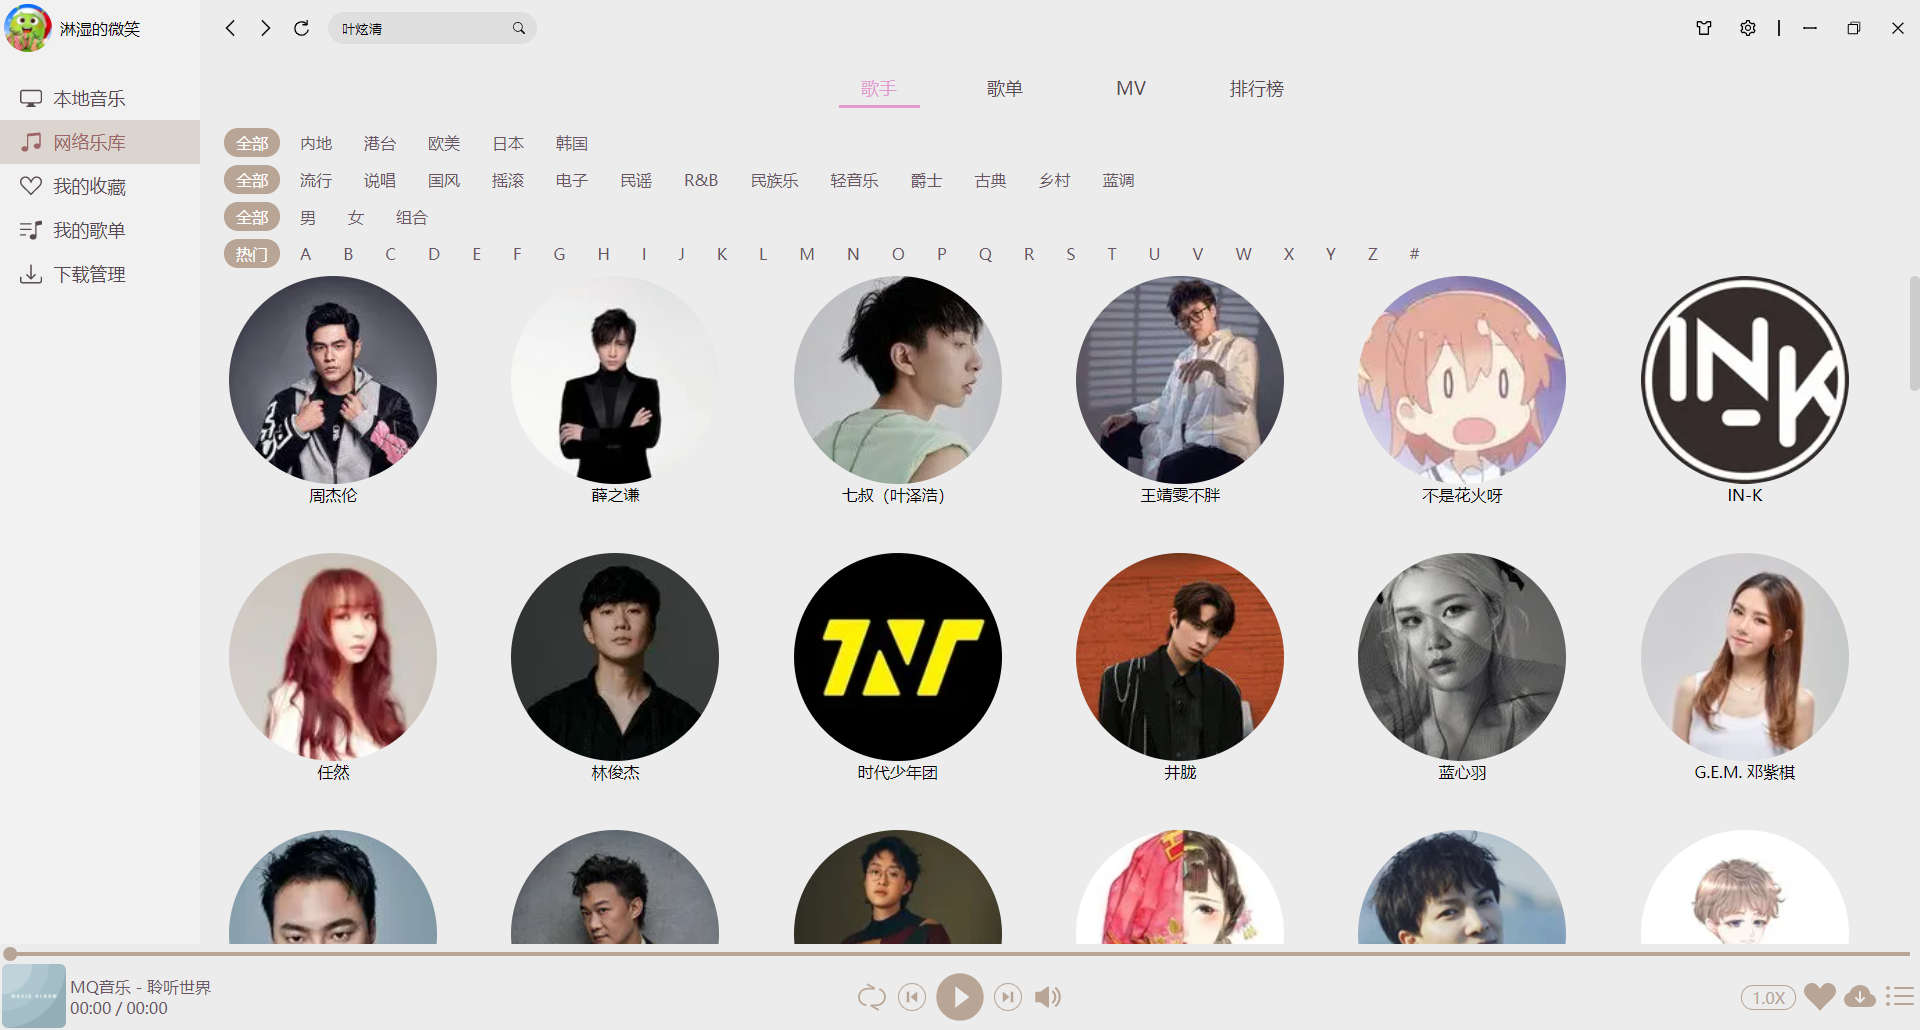 淋湿的微笑
叶炫清
本地音乐
网络乐库
我的收藏
我的歌单
下载管理
歌手 歌单 MV 排行榜
全部 内地 港台 欧美 日本 韩国
全部 流行 说唱 国风 摇滚 电子 民谣 R&B 民族乐 轻音乐 爵士 古典 乡村 蓝调
全部 男 女 组合
热门 A B C D E F G H I J K L M N O P Q R S T U V W X Y Z #
IN-K
周杰伦 薛之谦 七叔（叶泽浩） 王靖雯不胖 不是花火呀 IN-K
TNT
任然 林俊杰 时代少年团 井胧 蓝心羽 G.E.M. 邓紫棋
MUSIC ALBUM
MQ音乐 - 聆听世界
00:00 / 00:00
1.0X